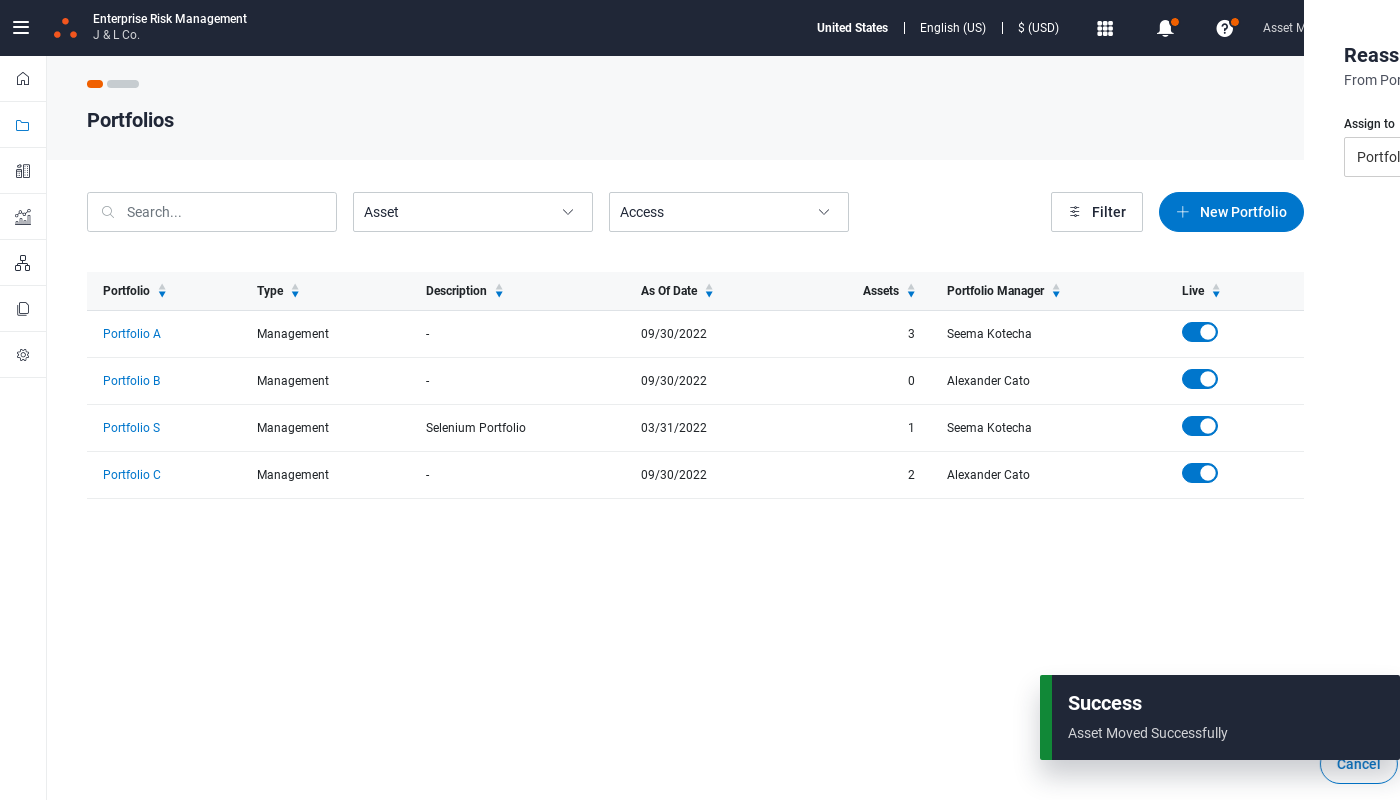 Enterprise Risk Management
J & L Co.
United States
English (US)
$ (USD)
Asset M
Reass
From Por
Assign to
Portfol
Portfolios
Search...
Asset
Access
Filter
New Portfolio
Portfolio Type Description As Of Date Assets Portfolio Manager Live
Portfolio A Management - 09/30/2022 3 Seema Kotecha
Portfolio B Management - 09/30/2022 0 Alexander Cato
Portfolio S Management Selenium Portfolio 03/31/2022 1 Seema Kotecha
Portfolio C Management - 09/30/2022 2 Alexander Cato
Success
Asset Moved Successfully
Cancel